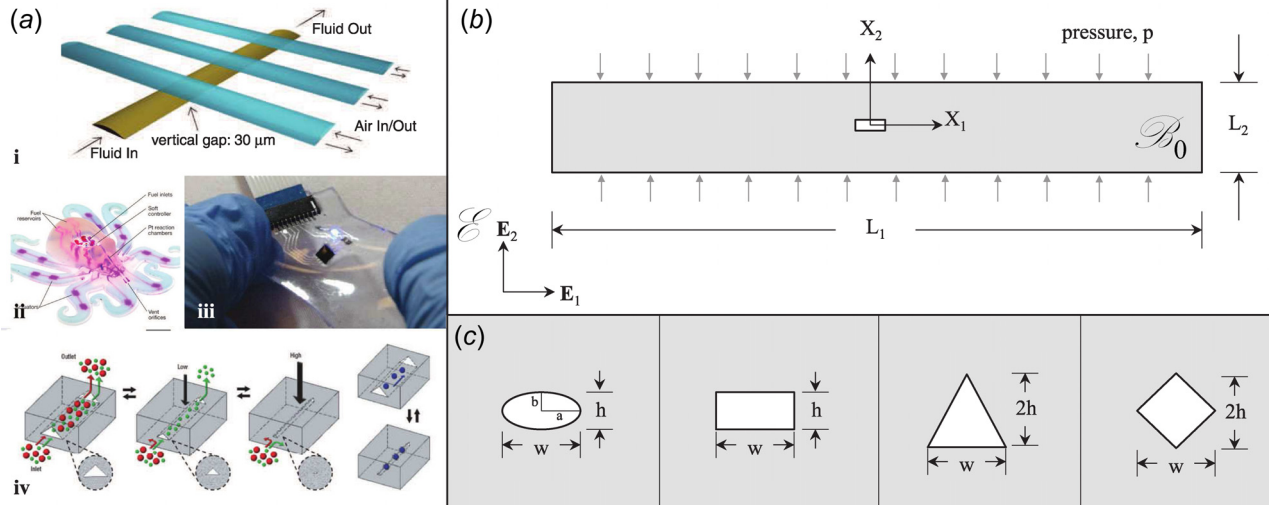 (a)
Fluid Out
Air In/Out
vertical gap: 30 μm
Fluid In
i
Fuel inlets
Soft
controller
Fuel
reservoirs
Pt reaction
chambers
Vent
orifices
ii
iii
Outlet
Low
High
Inlet
iv
(b)
X2
pressure, p
X1
ℬ0
L2
ℰ
E2
L1
E1
(c)
b
a
h
w
h
w
2h
w
2h
w